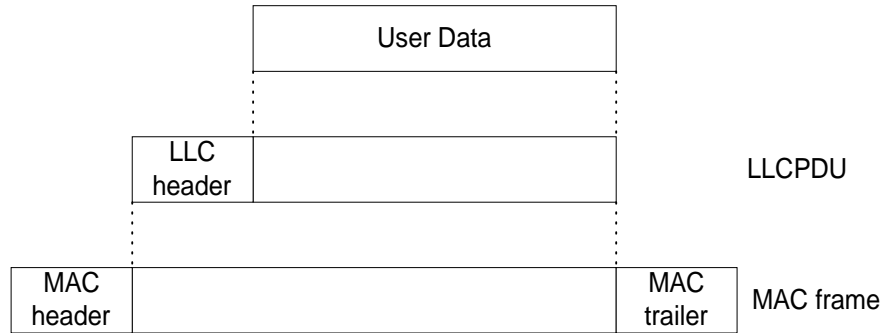 User Data
LLC
header
LLCPDU
MAC
header
MAC
trailer
MAC frame